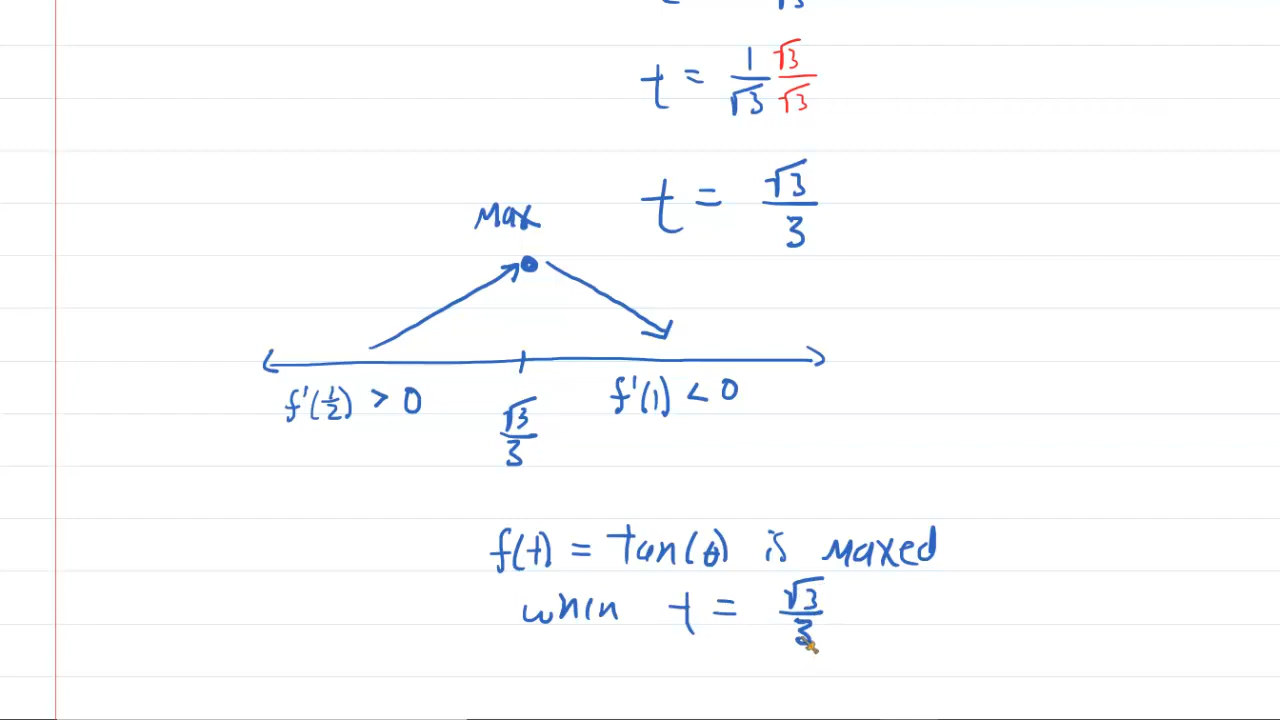 t = 1/√3 √3/√3
t = √3/3
Max
f'(1/2) > 0
f'(1) < 0
√3/3
f(t) = tan(θ) is maxed
when t = √3/3